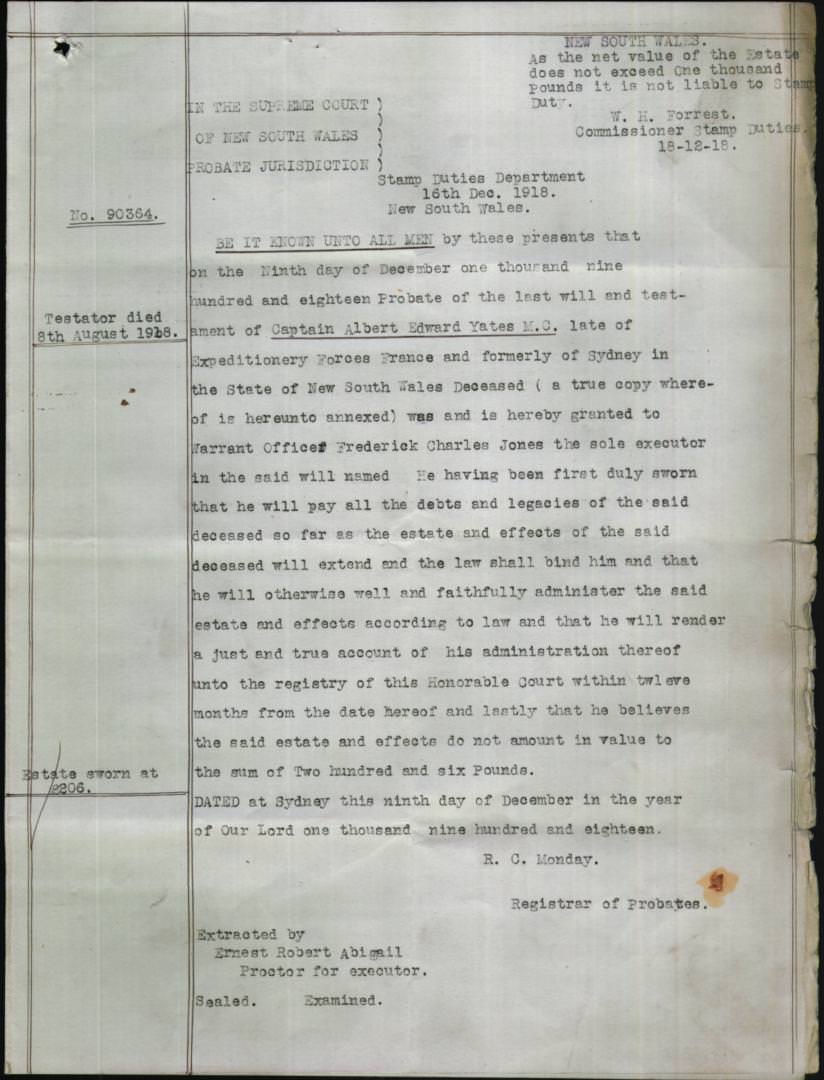 NEW SOUTH WALES.
As the net value of the Estate
does not exceed One thousand
pounds it is not liable to Stamp
Duty.
W. H. Forrest.
Commissioner Stamp Duties.
18-12-18.
IN THE SUPREME COURT )
OF NEW SOUTH WALES )
PROBATE JURISDICTION )
Stamp Duties Department
16th Dec. 1918.
New South Wales.
No. 90364.
BE IT KNOWN UNTO ALL MEN by these presents that
on the Ninth day of December one thousand nine
hundred and eighteen Probate of the last will and test-
Testator died
8th August 1918.
ament of Captain Albert Edward Yates M.C. late of
Expeditionery Forces France and formerly of Sydney in
the State of New South Wales Deceased ( a true copy where-
of is hereunto annexed) was and is hereby granted to
Warrant Officer Frederick Charles Jones the sole executor
in the said will named He having been first duly sworn
that he will pay all the debts and legacies of the said
deceased so far as the estate and effects of the said
deceased will extend and the law shall bind him and that
he will otherwise well and faithfully administer the said
estate and effects according to law and that he will render
a just and true account of his administration thereof
unto the registry of this Honorable Court within twleve
months from the date hereof and lastly that he believes
the said estate and effects do not amount in value to
Estate sworn at
£206.
the sum of Two hundred and six Pounds.
DATED at Sydney this ninth day of December in the year
of Our Lord one thousand nine hundred and eighteen.
R. C. Monday.
Registrar of Probates.
Extracted by
Ernest Robert Abigail
Proctor for executor.
Sealed. Examined.